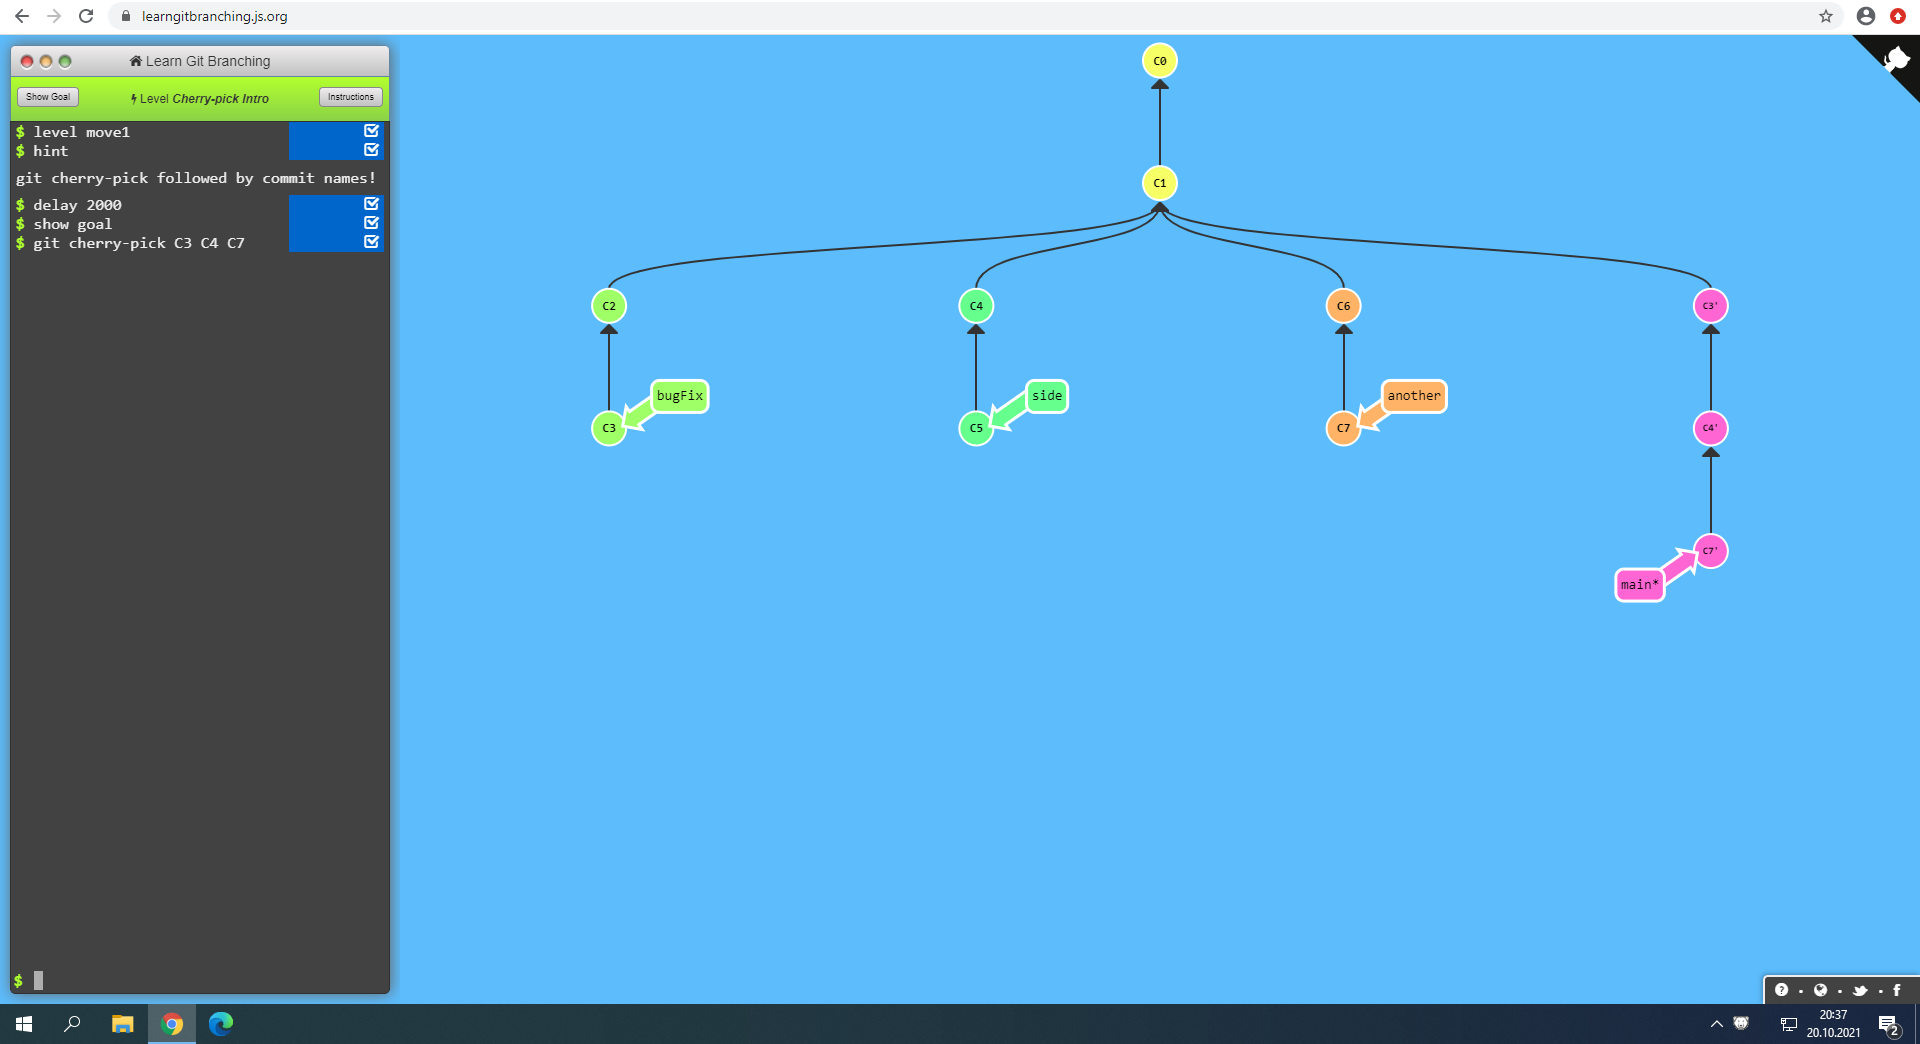 learngitbranching.js.org
Learn Git Branching
Show Goal
Level Cherry-pick Intro
Instructions
$ level move1
$ hint
git cherry-pick followed by commit names!
$ delay 2000
$ show goal
$ git cherry-pick C3 C4 C7
$
C0
C1
C2
C4
C6
C3'
bugFix
side
another
C3
C5
C7
C4'
C7'
main*
20:37
20.10.2021
2